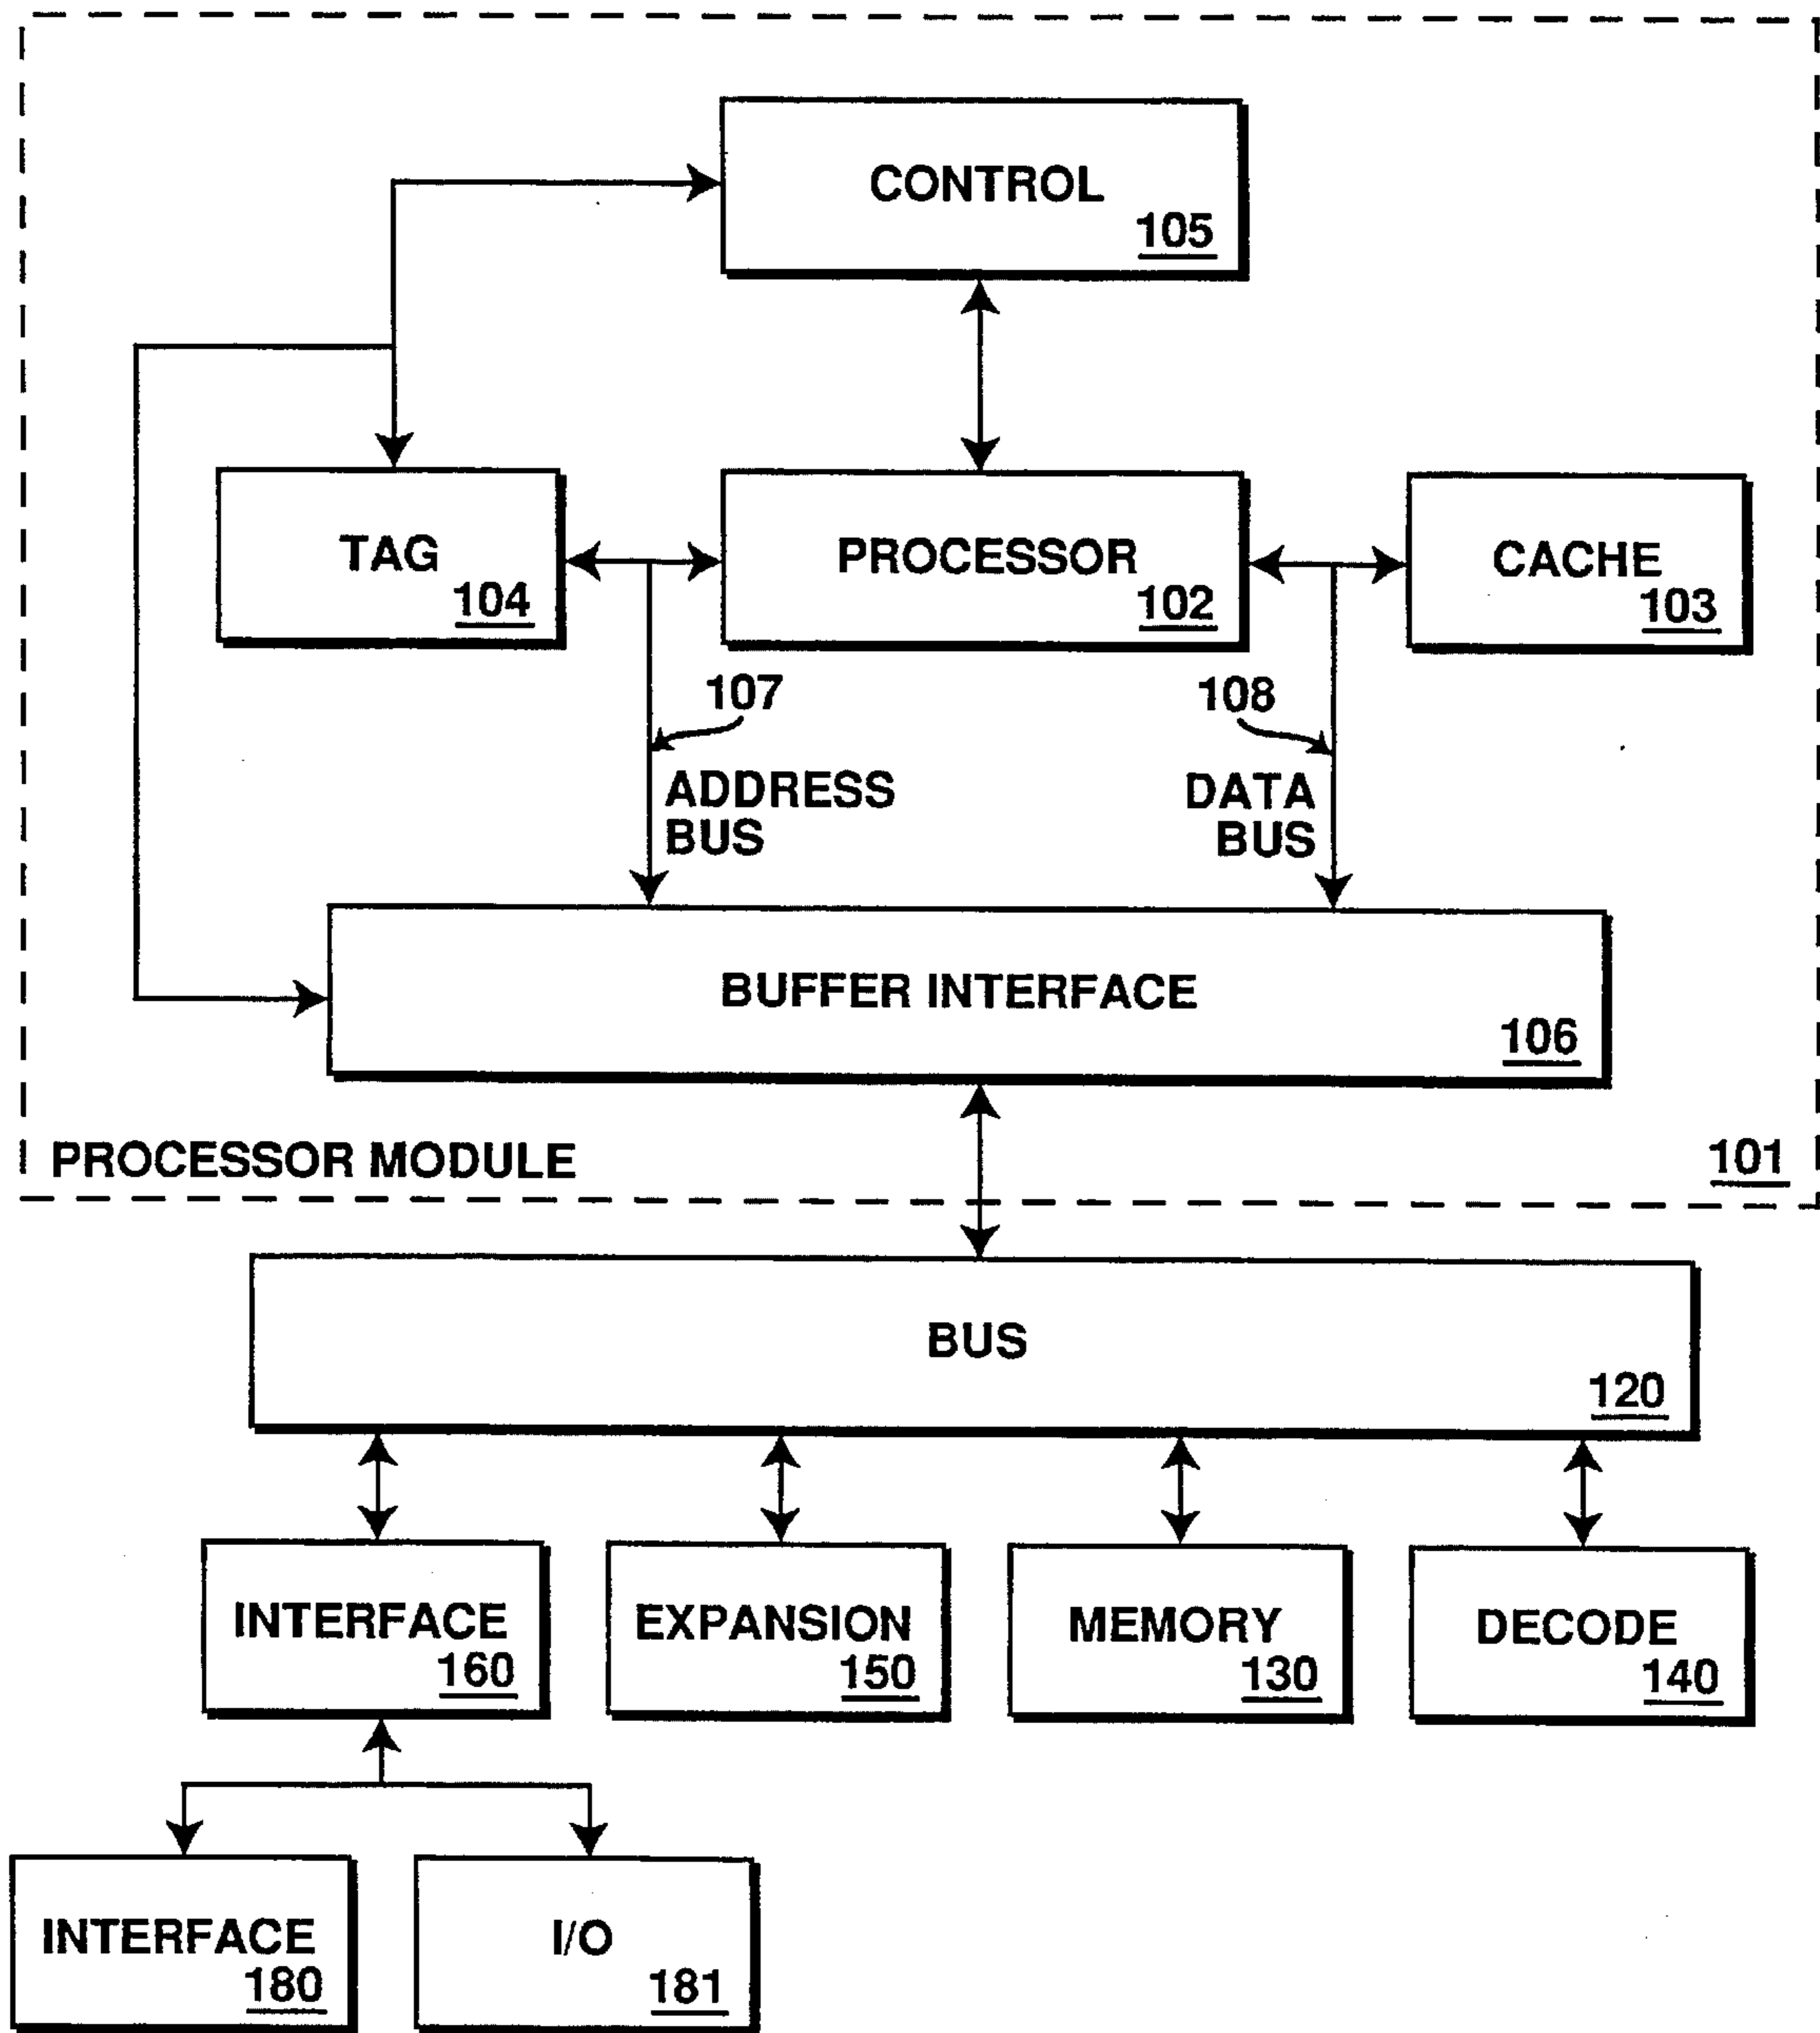 CONTROL
105
TAG
104
PROCESSOR
102
CACHE
103
107
108
ADDRESS
BUS
DATA
BUS
BUFFER INTERFACE
106
PROCESSOR MODULE
101
BUS
120
INTERFACE
160
EXPANSION
150
MEMORY
130
DECODE
140
INTERFACE
180
I/O
181